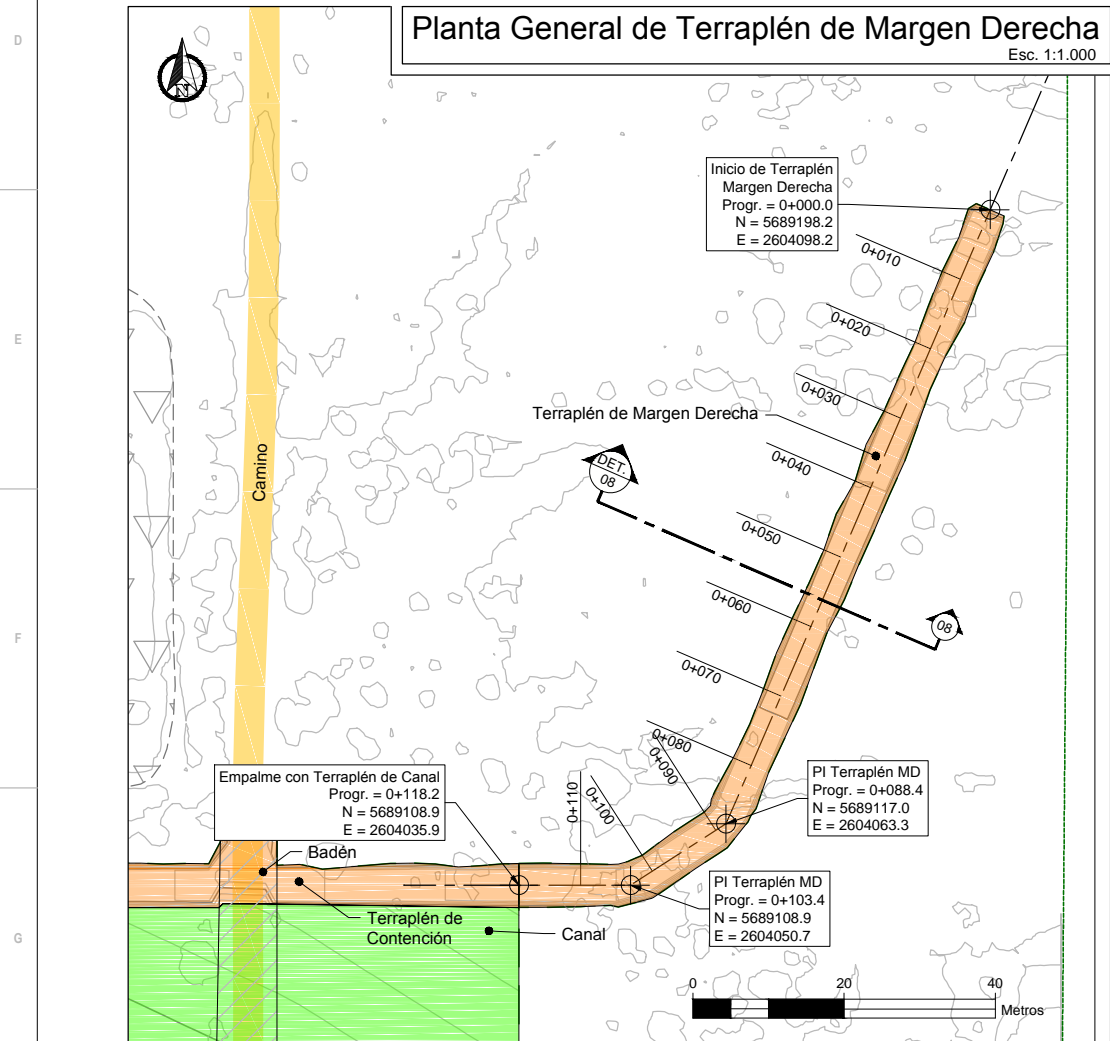 Planta General de Terraplén de Margen Derecha
Esc. 1:1.000
D
N
Inicio de Terraplén
Margen Derecha
Progr. = 0+000.0
N = 5689198.2
E = 2604098.2
0+010
0+020
E
0+030
Terraplén de Margen Derecha
0+040
Camino
DET.
08
0+050
0+060
08
F
0+070
0+080
0+090
PI Terraplén MD
Progr. = 0+088.4
N = 5689117.0
E = 2604063.3
Empalme con Terraplén de Canal
Progr. = 0+118.2
N = 5689108.9
E = 2604035.9
0+110
0+100
Badén
PI Terraplén MD
Progr. = 0+103.4
N = 5689108.9
E = 2604050.7
Terraplén de
Contención
Canal
G
0
20
40
Metros